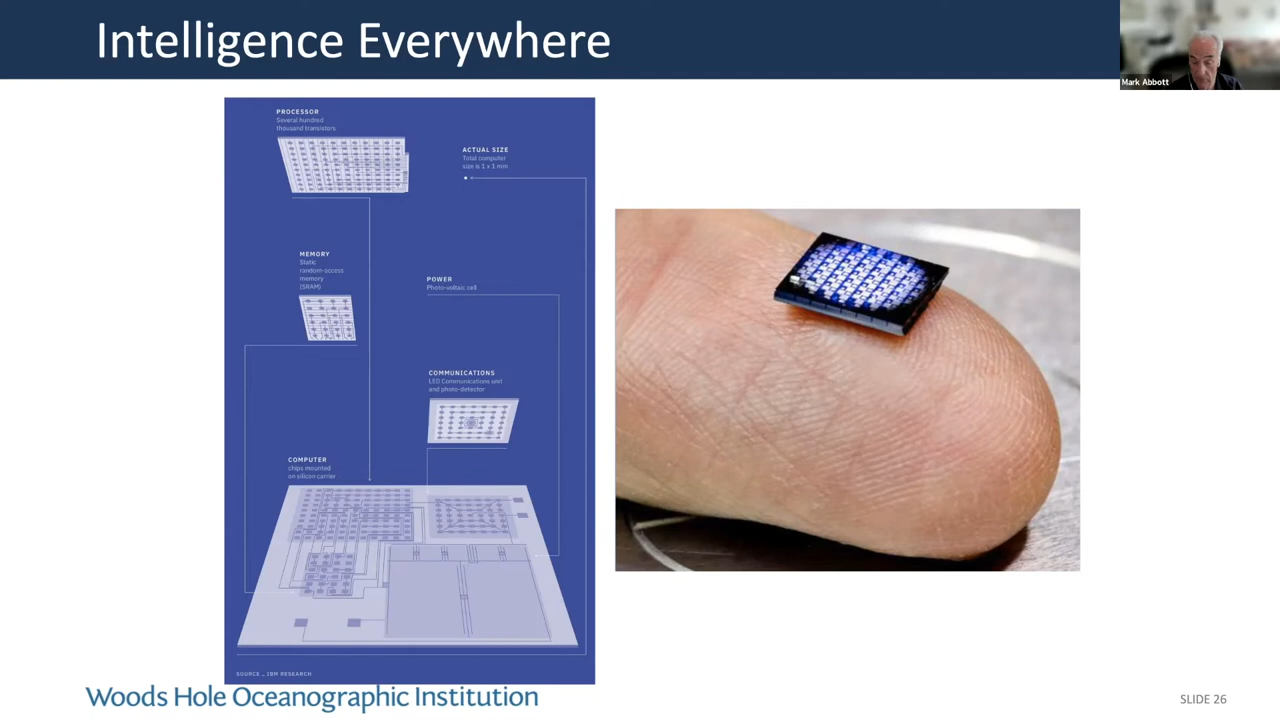 Intelligence Everywhere
Mark Abbott
PROCESSOR
Several hundred
thousand transistors
ACTUAL SIZE
Total computer
size is 1 x 1 mm
MEMORY
Static
random-access
memory
(SRAM)
POWER
Photo-voltaic cell
COMMUNICATIONS
LED Communications unit
and photo-detector
COMPUTER
chips mounted
on silicon carrier
SOURCE _ IBM RESEARCH
Woods Hole Oceanographic Institution
SLIDE 26